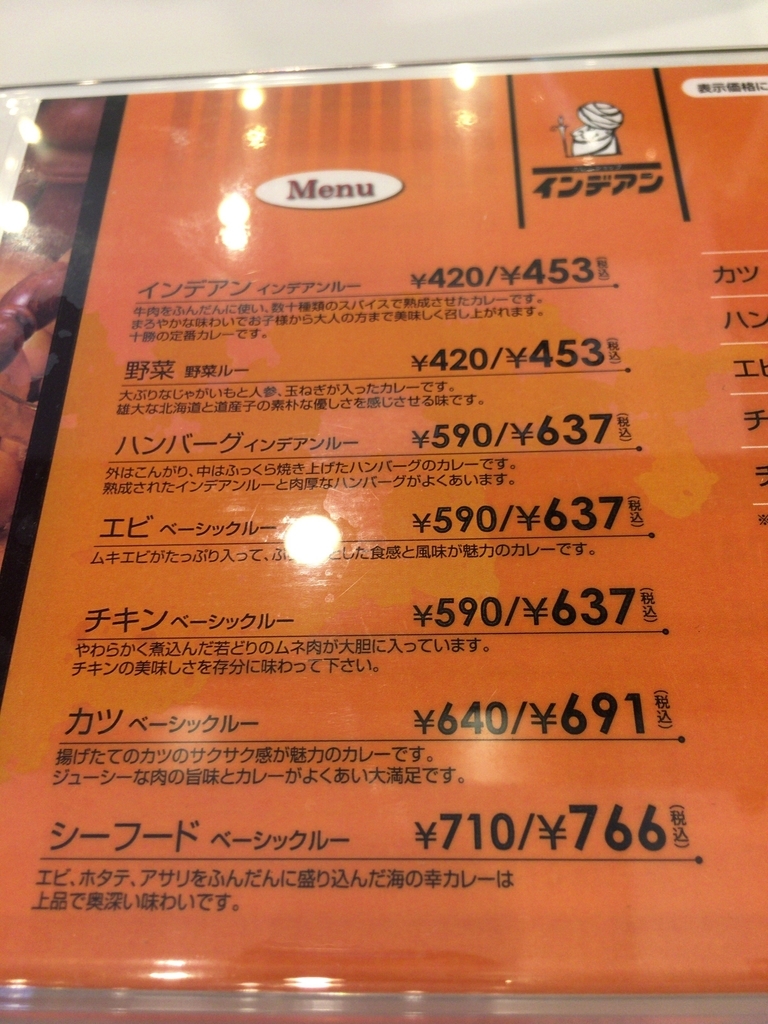 Menu
インデアン
表示価格に
インデアン インデアンルー ¥420/¥453(税込)
牛肉をふんだんに使い、数十種類のスパイスで熟成させたカレーです。
まろやかな味わいでお子様から大人の方まで美味しく召し上がれます。
十勝の定番カレーです。
野菜 野菜ルー ¥420/¥453(税込)
大ぶりなじゃがいもと人参、玉ねぎが入ったカレーです。
雄大な北海道と道産子の素朴な優しさを感じさせる味です。
ハンバーグ インデアンルー ¥590/¥637(税込)
外はこんがり、中はふっくら焼き上げたハンバーグのカレーです。
熟成されたインデアンルーと肉厚なハンバーグがよくあいます。
エビ ベーシックルー ¥590/¥637(税込)
ムキエビがたっぷり入って、ぷ した食感と風味が魅力のカレーです。
チキン ベーシックルー ¥590/¥637(税込)
やわらかく煮込んだ若どりのムネ肉が大胆に入っています。
チキンの美味しさを存分に味わって下さい。
カツ ベーシックルー ¥640/¥691(税込)
揚げたてのカツのサクサク感が魅力のカレーです。
ジューシーな肉の旨味とカレーがよくあい大満足です。
シーフード ベーシックルー ¥710/¥766(税込)
エビ、ホタテ、アサリをふんだんに盛り込んだ海の幸カレーは
上品で奥深い味わいです。
カツ
ハン
エビ
チ
※